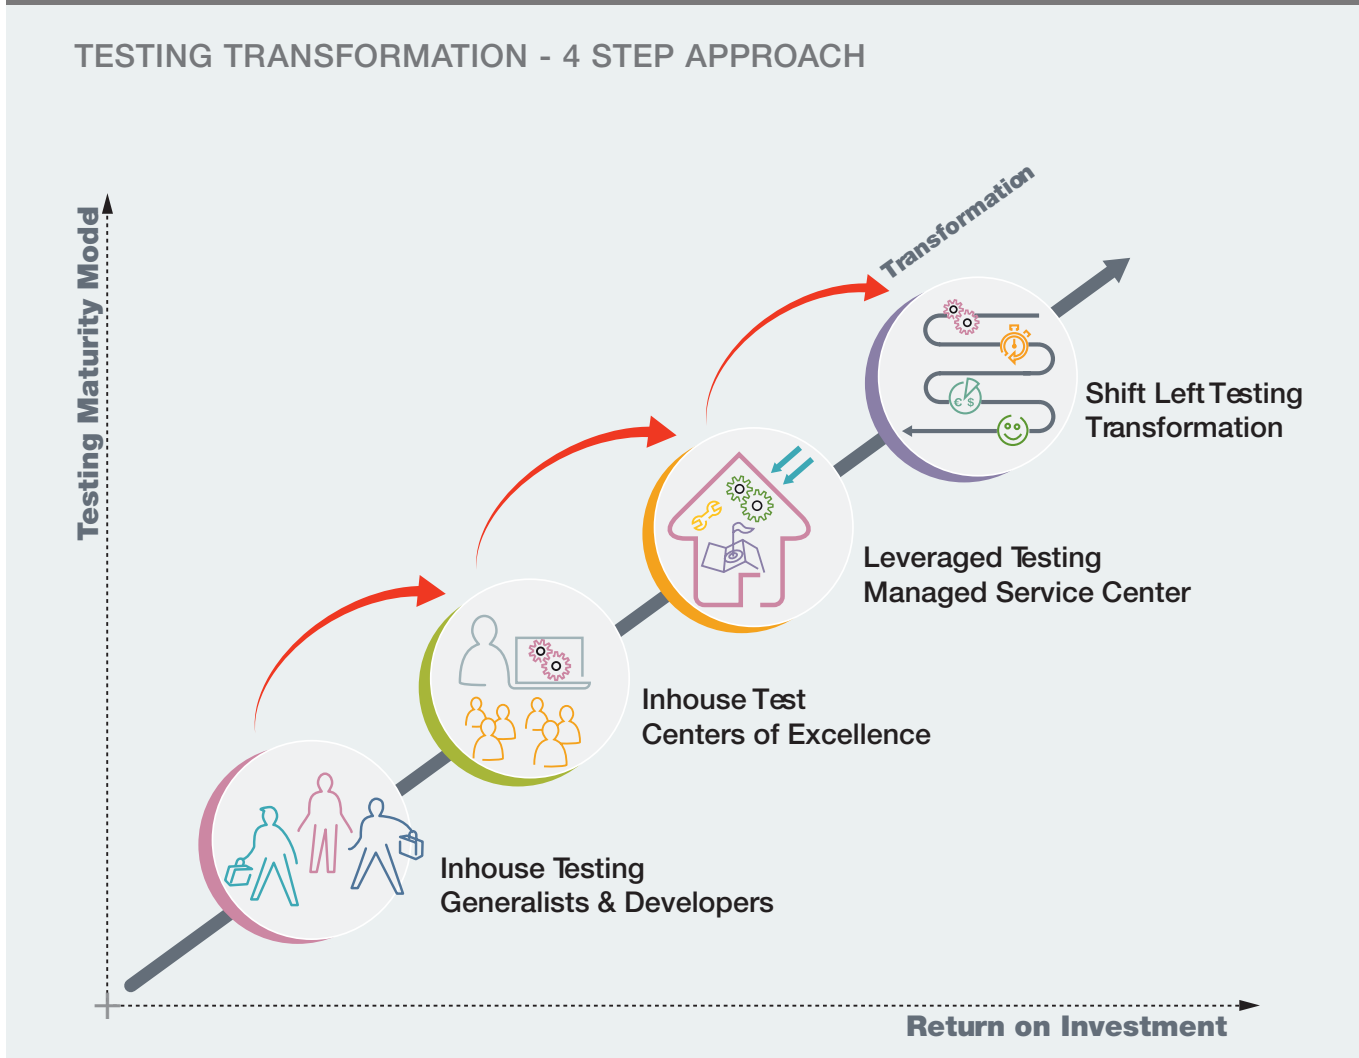 TESTING TRANSFORMATION - 4 STEP APPROACH
Testing Maturity Mode
Transformation
Shift Left Testing
Transformation
Leveraged Testing
Managed Service Center
Inhouse Test
Centers of Excellence
Inhouse Testing
Generalists & Developers
Return on Investment
€ $